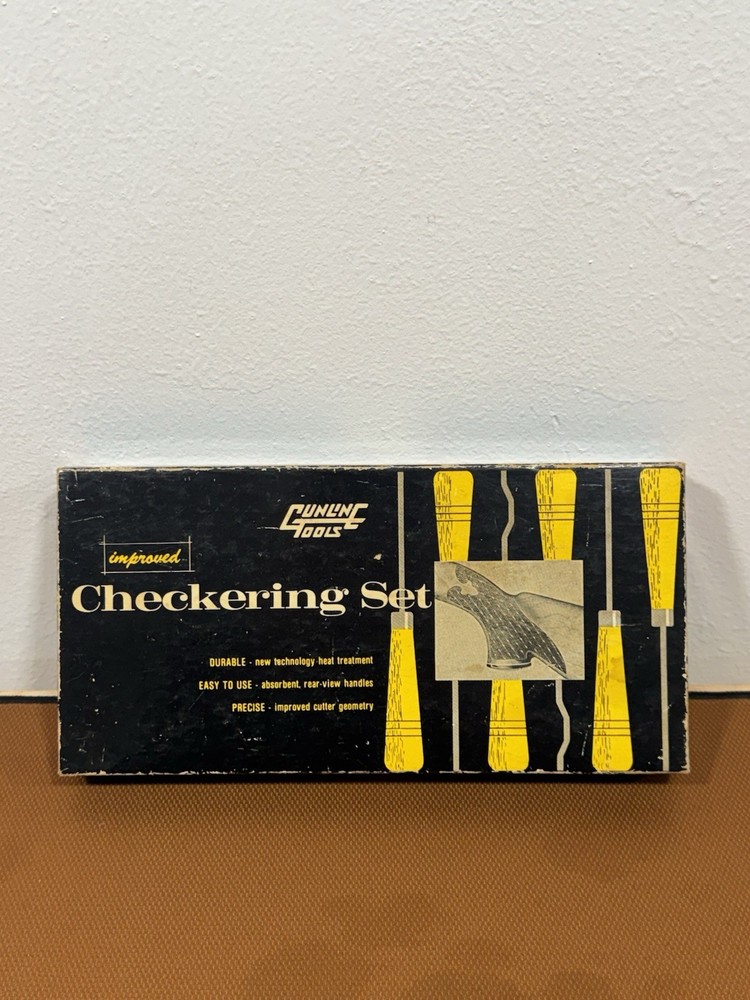 GUNLINE
TOOLS
improved
Checkering Set
DURABLE - new technology heat treatment
EASY TO USE - absorbent, rear-view handles
PRECISE - improved cutter geometry